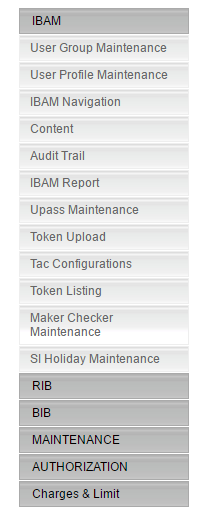 IBAM
User Group Maintenance
User Profile Maintenance
IBAM Navigation
Content
Audit Trail
IBAM Report
Upass Maintenance
Token Upload
Tac Configurations
Token Listing
Maker Checker
Maintenance
SI Holiday Maintenance
RIB
BIB
MAINTENANCE
AUTHORIZATION
Charges & Limit